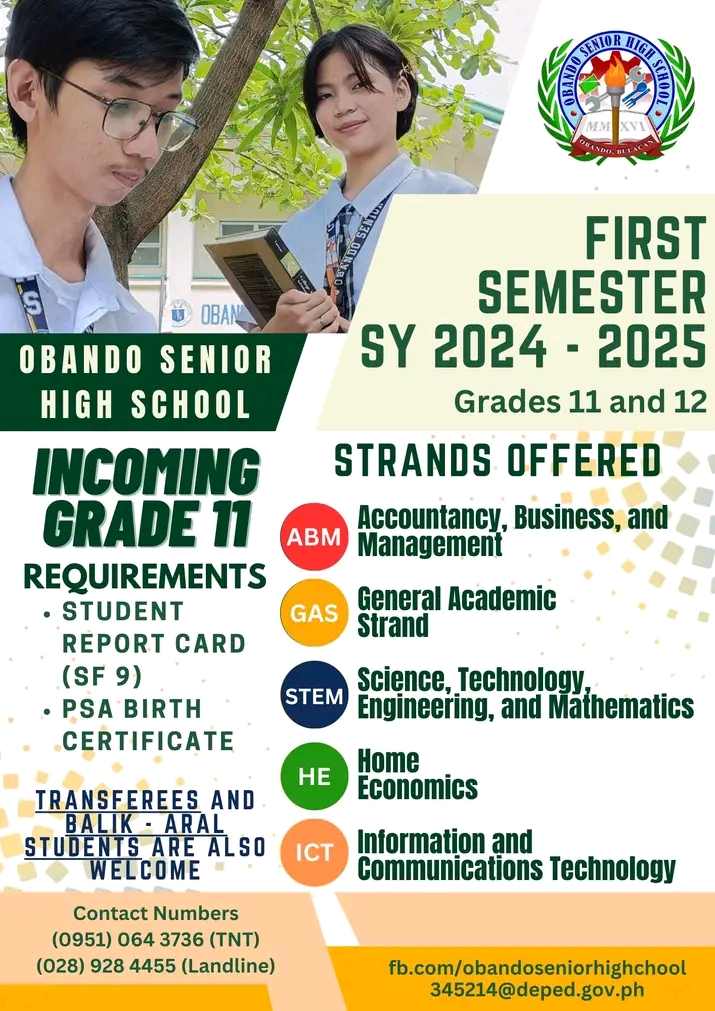 OBANDO SENIOR HIGH SCHOOL
MMXVI
OBANDO, BULACAN
OBANDO SENIOR
S
OBAN
FIRST
SEMESTER
SY 2024 - 2025
Grades 11 and 12
OBANDO SENIOR
HIGH SCHOOL
INCOMING
GRADE 11
REQUIREMENTS
• STUDENT
REPORT CARD
(SF 9)
• PSA BIRTH
CERTIFICATE
TRANSFEREES AND
BALIK - ARAL
STUDENTS ARE ALSO
WELCOME
STRANDS OFFERED
ABM
Accountancy, Business, and
Management
GAS
General Academic
Strand
STEM
Science, Technology,
Engineering, and Mathematics
HE
Home
Economics
ICT
Information and
Communications Technology
Contact Numbers
(0951) 064 3736 (TNT)
(028) 928 4455 (Landline)
fb.com/obandoseniorhighchool
345214@deped.gov.ph